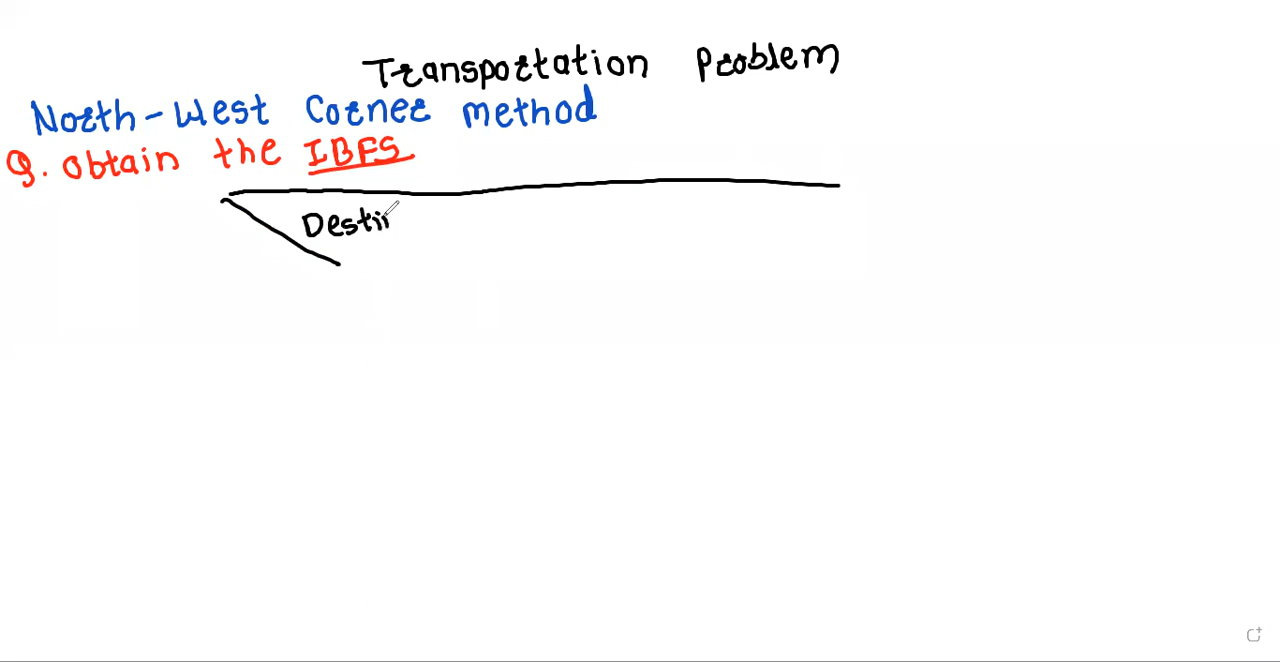 Transportation Problem
North-West Corner method
Q. Obtain the IBFS
Desti